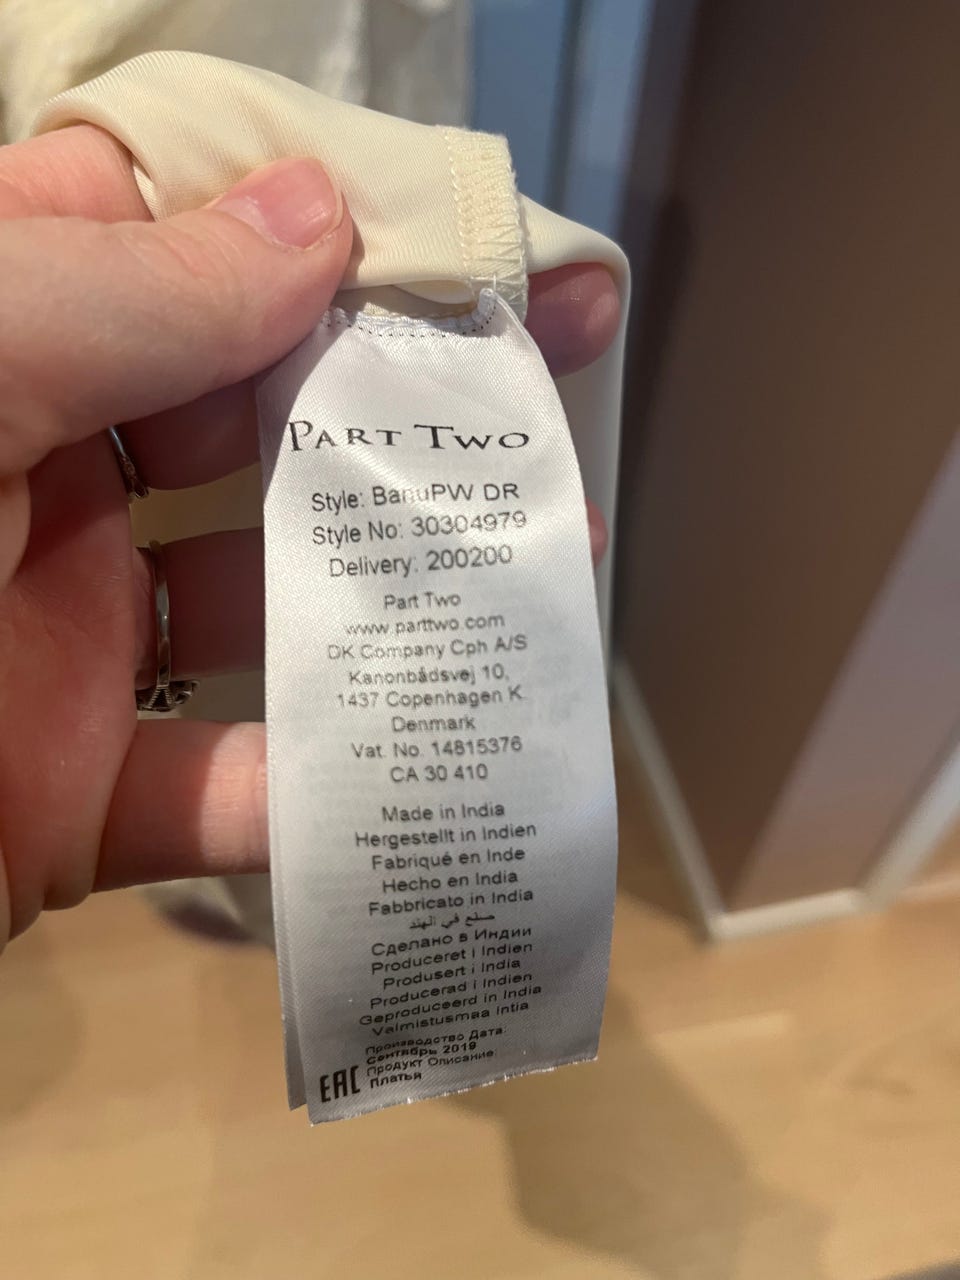 PART TWO
Style: BanuPW DR
Style No: 30304979
Delivery: 200200
Part Two
www.parttwo.com
DK Company Cph A/S
Kanonbådsvej 10,
1437 Copenhagen K
Denmark
Vat. No. 14815376
CA 30 410
Made in India
Hergestellt in Indien
Fabriqué en Inde
Hecho en India
Fabbricato in India
صنع في الهند
Сделано в Индии
Produceret i Indien
Produsert i India
Producerad i Indien
Geproduceerd in India
Valmistusmaa Intia
Производство Дата:
Сентябрь 2019
Продукт Описание:
Платья
EAC